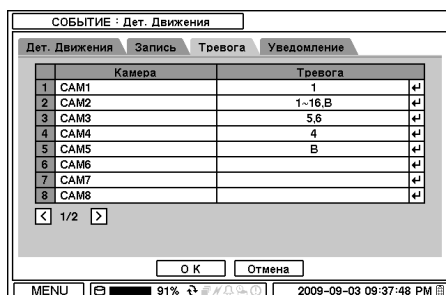 СОБЫТИЕ : Дет. Движения
Дет. Движения Запись Тревога Уведомление
Камера Тревога
1 CAM1 1
2 CAM2 1~16,B
3 CAM3 5,6
4 CAM4 4
5 CAM5 B
6 CAM6
7 CAM7
8 CAM8
< 1/2 >
O K Отмена
MENU 91% 2009-09-03 09:37:48 PM